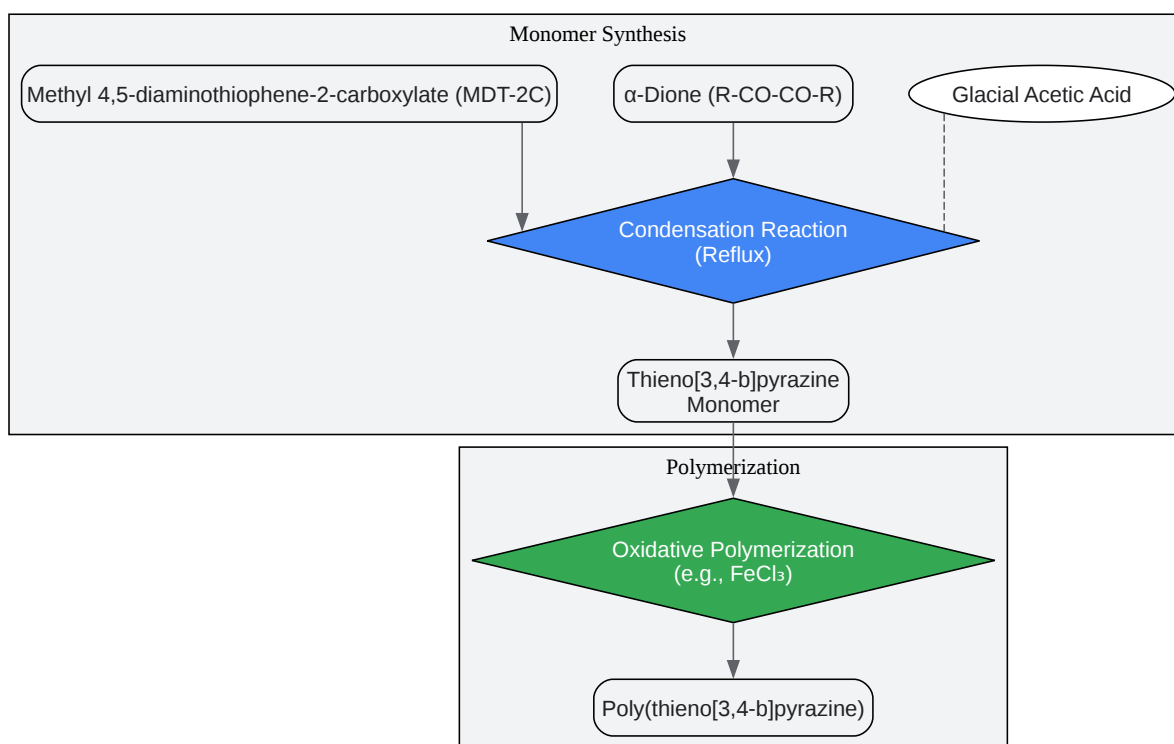 Monomer Synthesis
Methyl 4,5-diaminothiophene-2-carboxylate (MDT-2C)
α-Dione (R-CO-CO-R)
Glacial Acetic Acid
Condensation Reaction
(Reflux)
Thieno[3,4-b]pyrazine
Monomer
Polymerization
Oxidative Polymerization
(e.g., FeCl₃)
Poly(thieno[3,4-b]pyrazine)